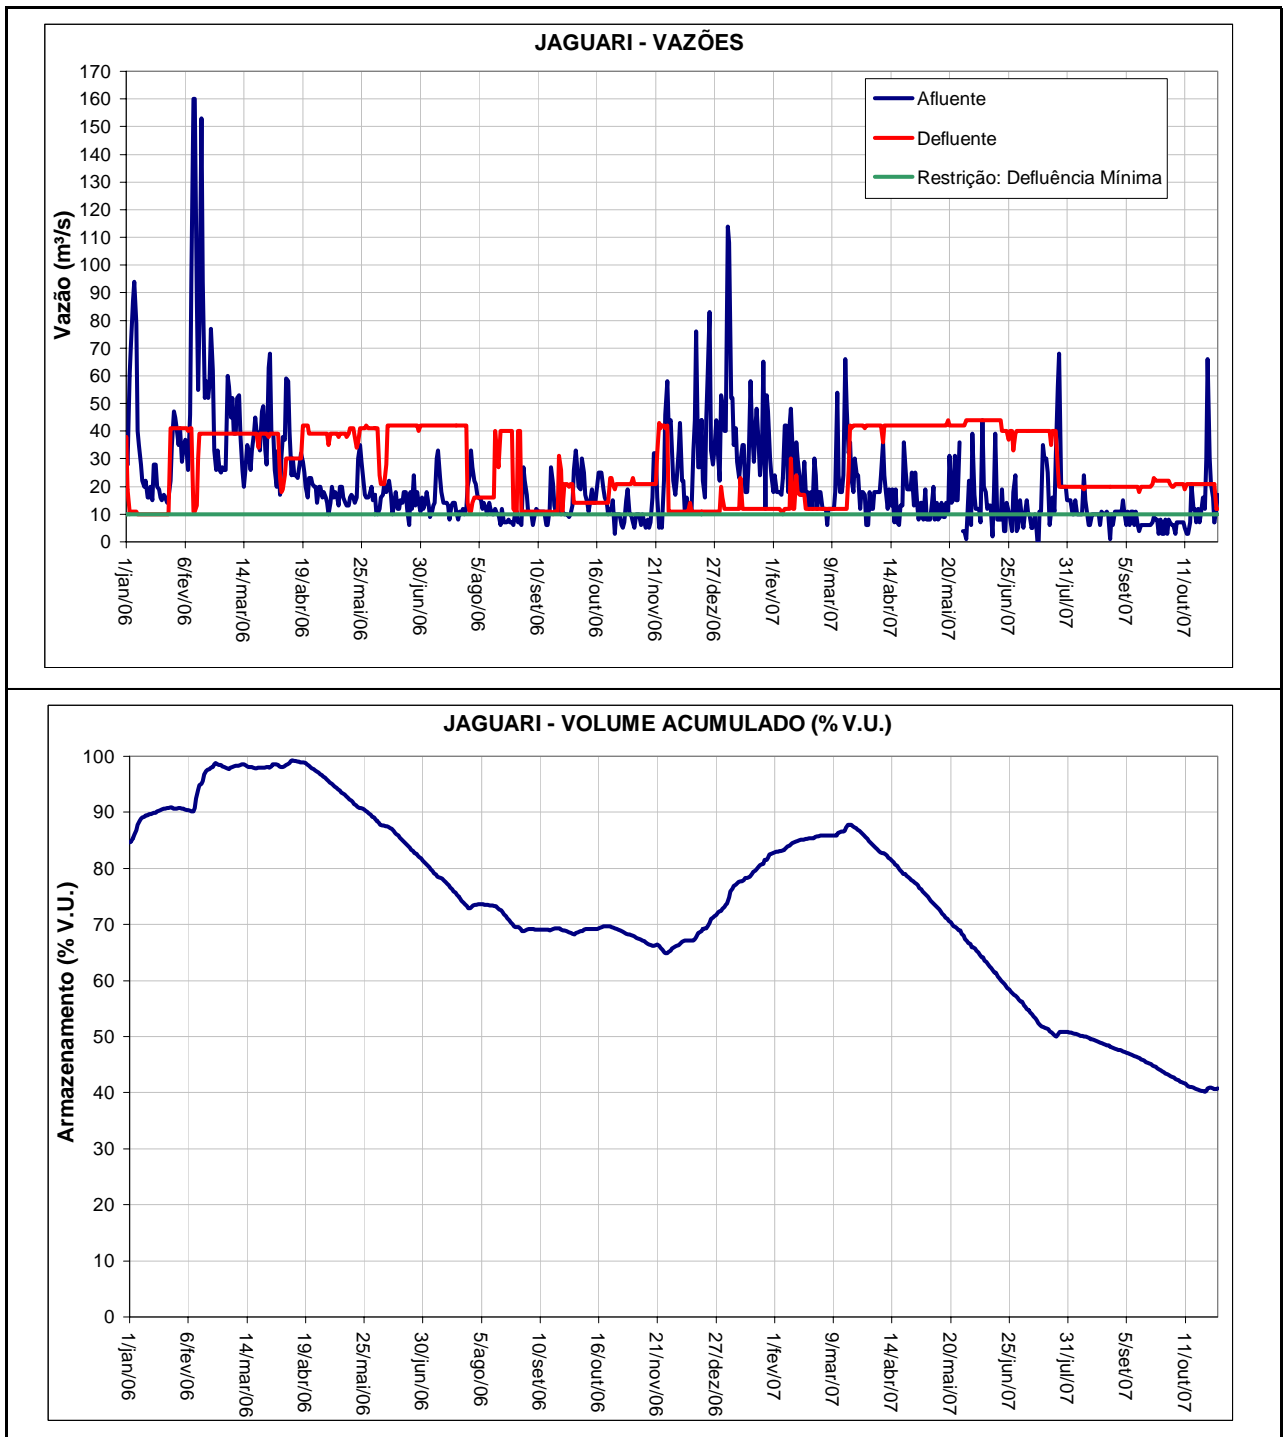 JAGUARI - VAZÕES
Vazão (m³/s)
170
160
150
140
130
120
110
100
90
80
70
60
50
40
30
20
10
0
Afluente
Defluente
Restrição: Defluência Mínima
1/jan/06
6/fev/06
14/mar/06
19/abr/06
25/mai/06
30/jun/06
5/ago/06
10/set/06
16/out/06
21/nov/06
27/dez/06
1/fev/07
9/mar/07
14/abr/07
20/mai/07
25/jun/07
31/jul/07
5/set/07
11/out/07
JAGUARI - VOLUME ACUMULADO (% V.U.)
Armazenamento (% V.U.)
100
90
80
70
60
50
40
30
20
10
0
1/jan/06
6/fev/06
14/mar/06
19/abr/06
25/mai/06
30/jun/06
5/ago/06
10/set/06
16/out/06
21/nov/06
27/dez/06
1/fev/07
9/mar/07
14/abr/07
20/mai/07
25/jun/07
31/jul/07
5/set/07
11/out/07